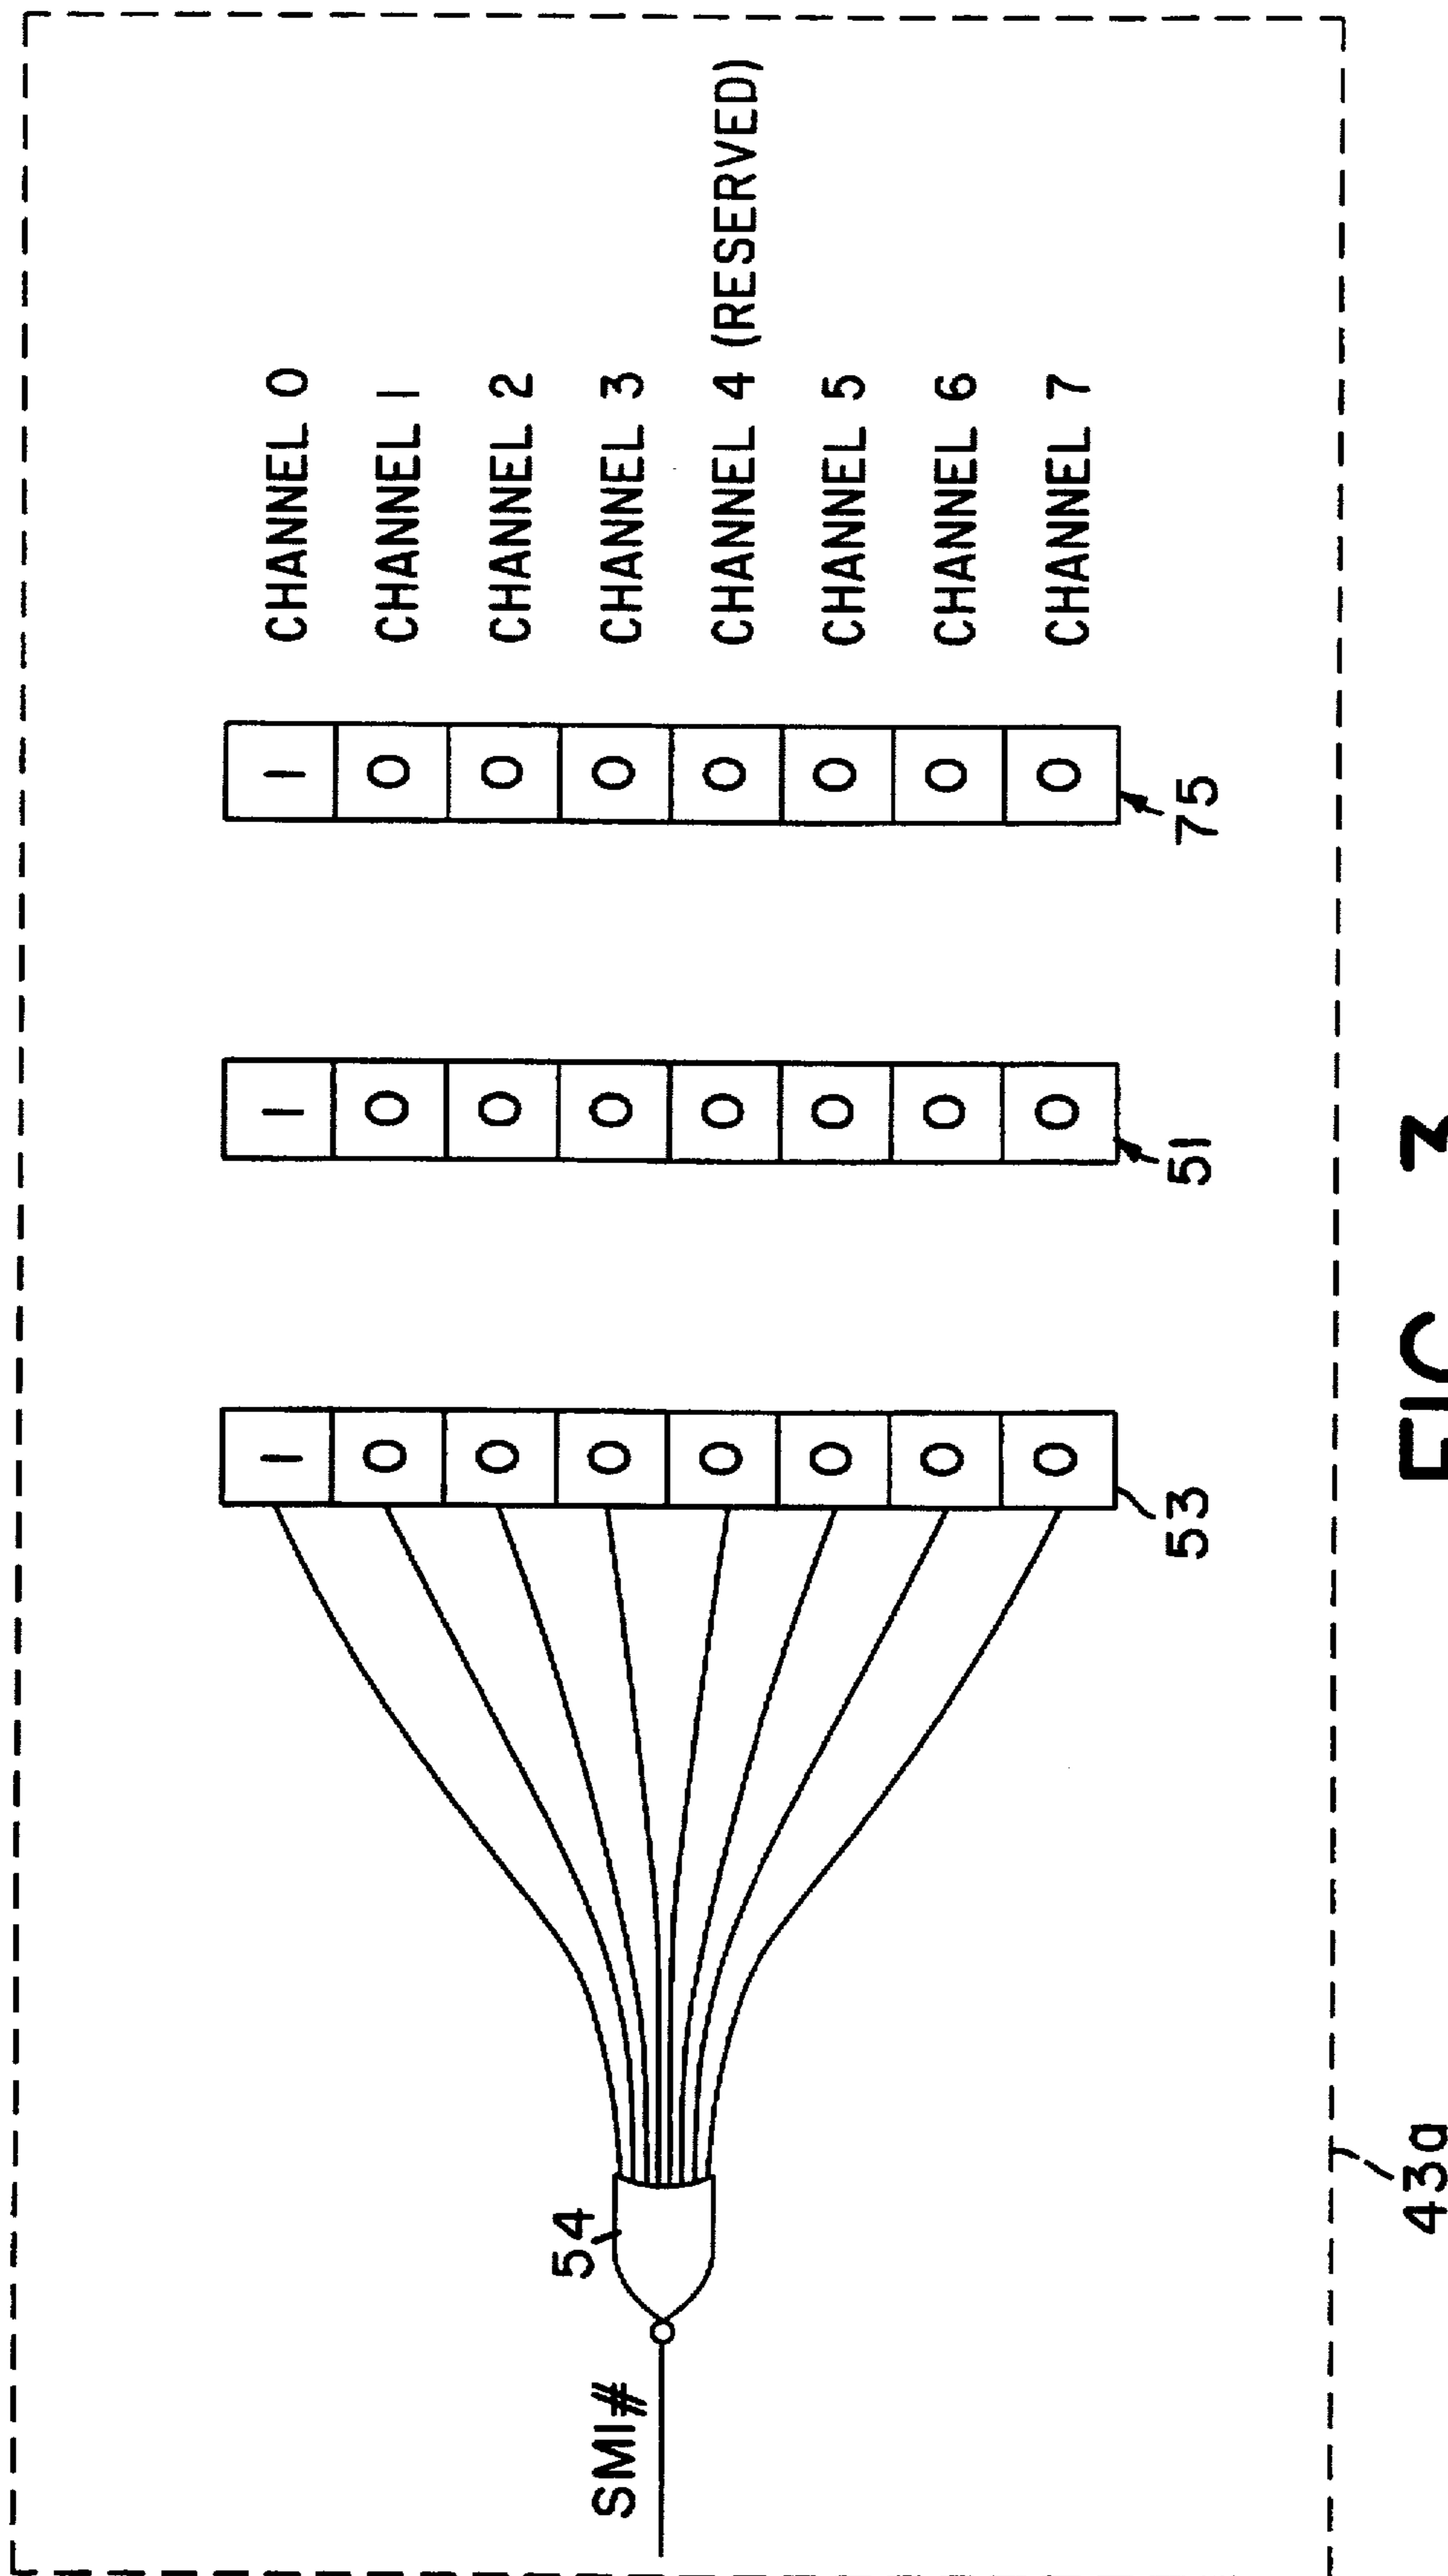 1 1 1 CHANNEL 0
0 0 0 CHANNEL 1
0 0 0 CHANNEL 2
54
SMI#
0 0 0 CHANNEL 3
0 0 0 CHANNEL 4 (RESERVED)
0 0 0 CHANNEL 5
0 0 0 CHANNEL 6
0 0 0 CHANNEL 7
53 51 75
43a
FIG 3